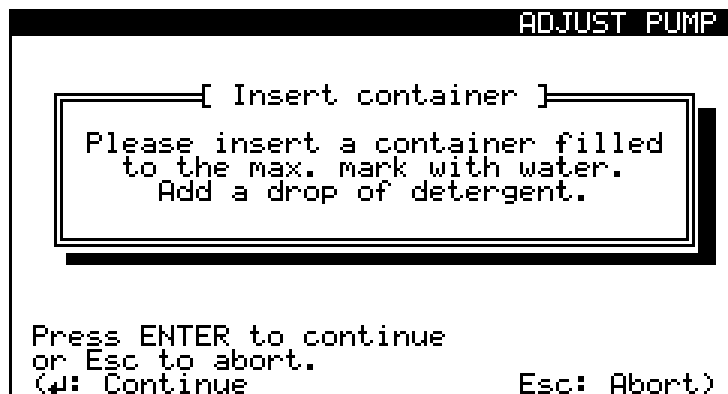 ADJUST PUMP
[ Insert container ]
Please insert a container filled
to the max. mark with water.
Add a drop of detergent.
Press ENTER to continue
or Esc to abort.
(↲: Continue Esc: Abort)